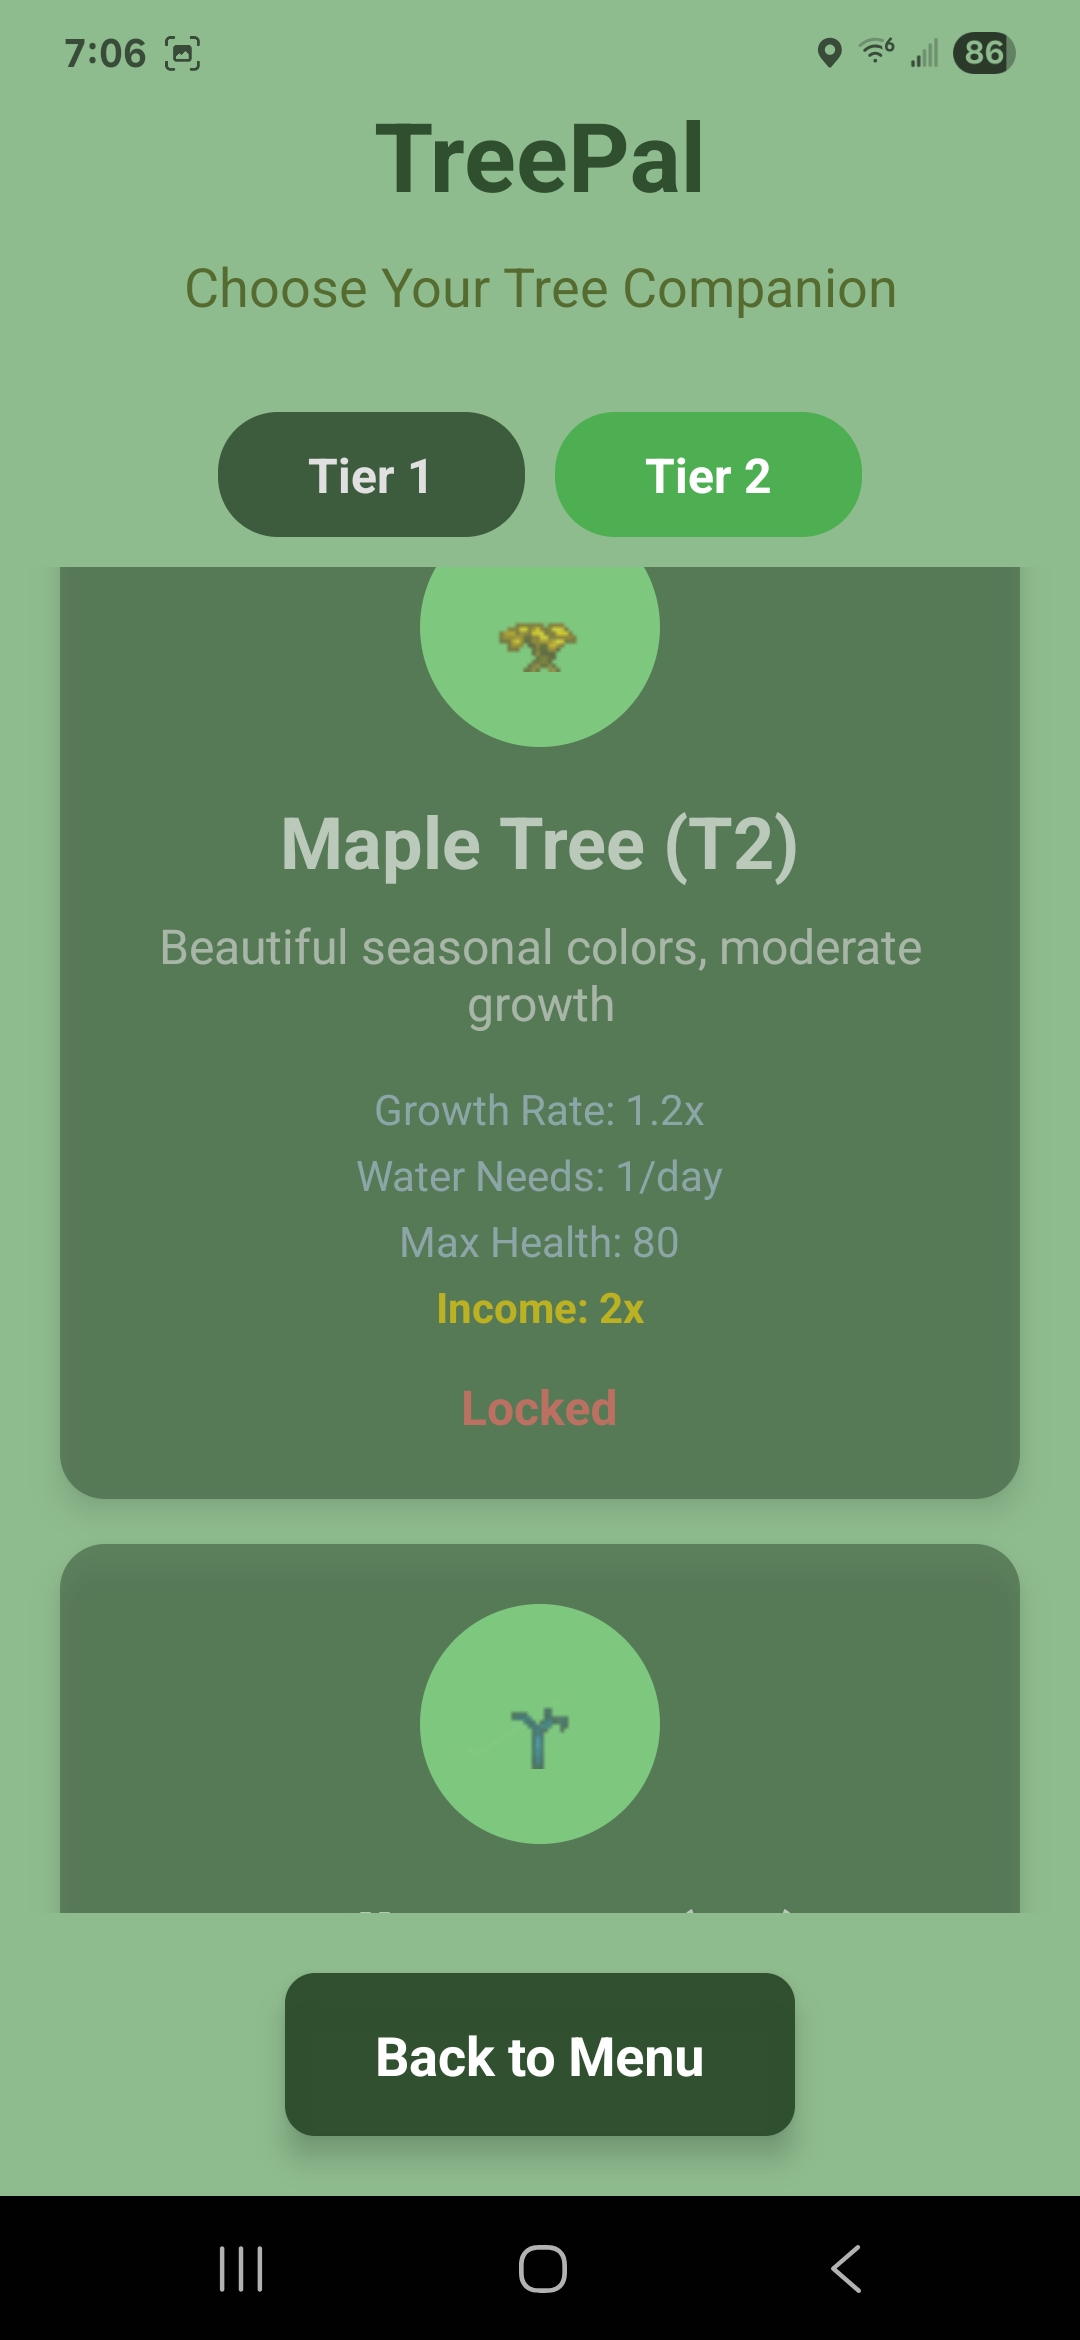 7:06
6
86
TreePal
Choose Your Tree Companion
Tier 1
Tier 2
Maple Tree (T2)
Beautiful seasonal colors, moderate
growth
Growth Rate: 1.2x
Water Needs: 1/day
Max Health: 80
Income: 2x
Locked
Back to Menu